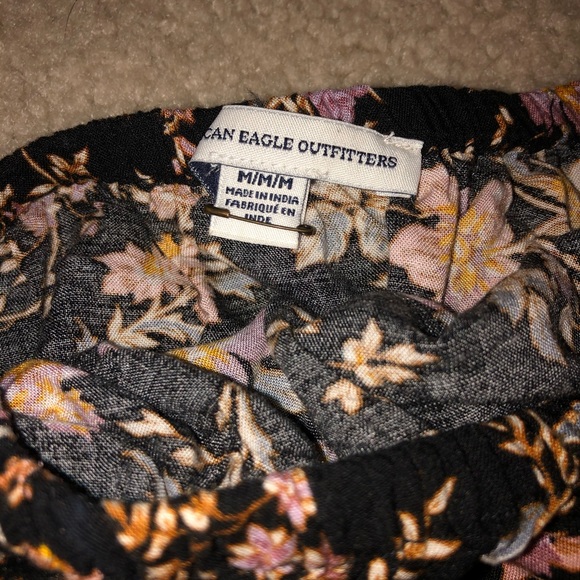 CAN EAGLE OUTFITTERS
M/M/M
MADE IN INDIA
FABRIQUÉ EN
INDE